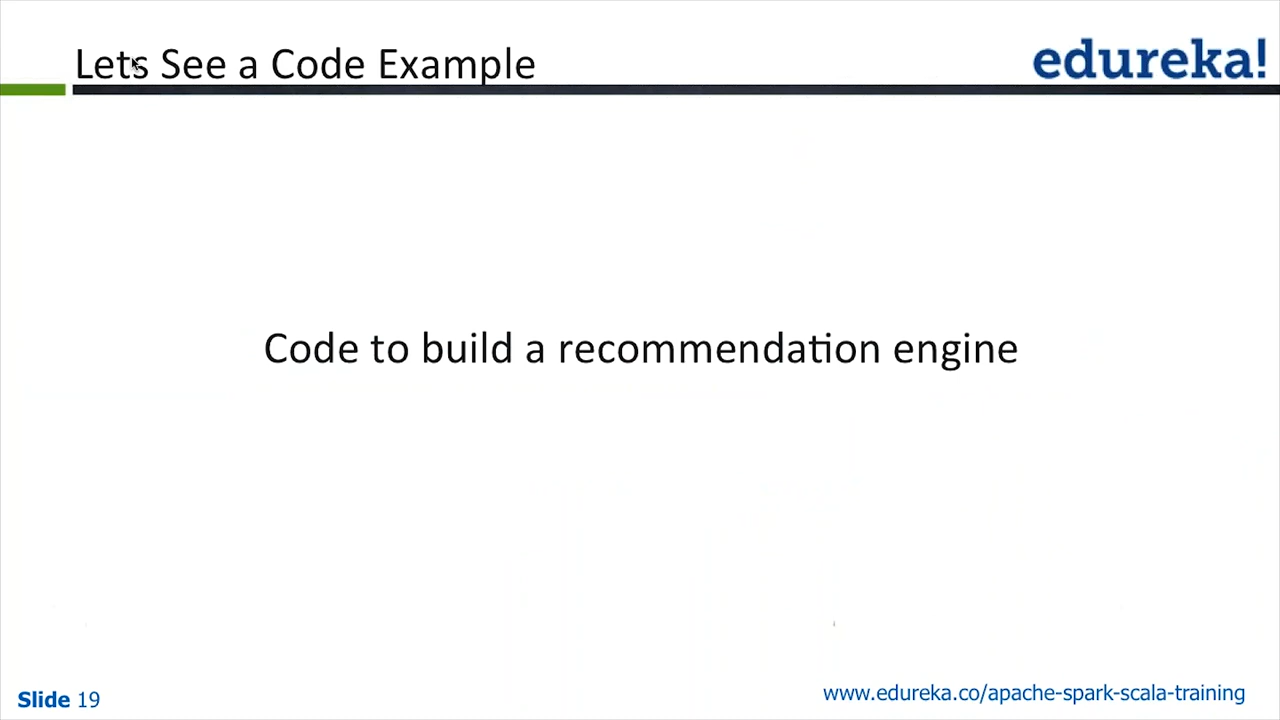 Lets See a Code Example
edureka!
Code to build a recommendation engine
Slide 19
www.edureka.co/apache-spark-scala-training